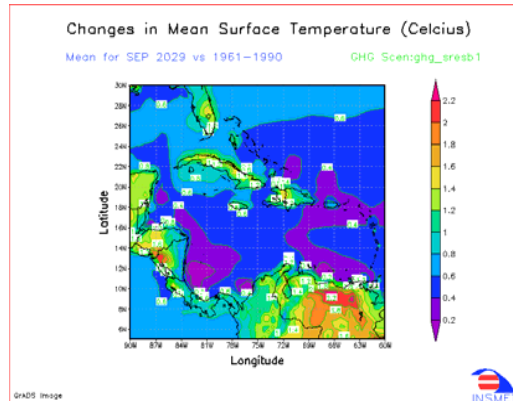 Changes in Mean Surface Temperature (Celcius)
Mean for SEP 2029 vs 1961-1990
GHG Scen:ghg_sresb1
30N
28N
26N
24N
22N
20N
18N
16N
14N
12N
10N
8N
6N
Latitude
90W 87W 84W 81W 78W 75W 72W 69W 66W 63W 60W
Longitude
2.2
2
1.8
1.6
1.4
1.2
1
0.8
0.6
0.4
0.2
GrADS Image
INSMET